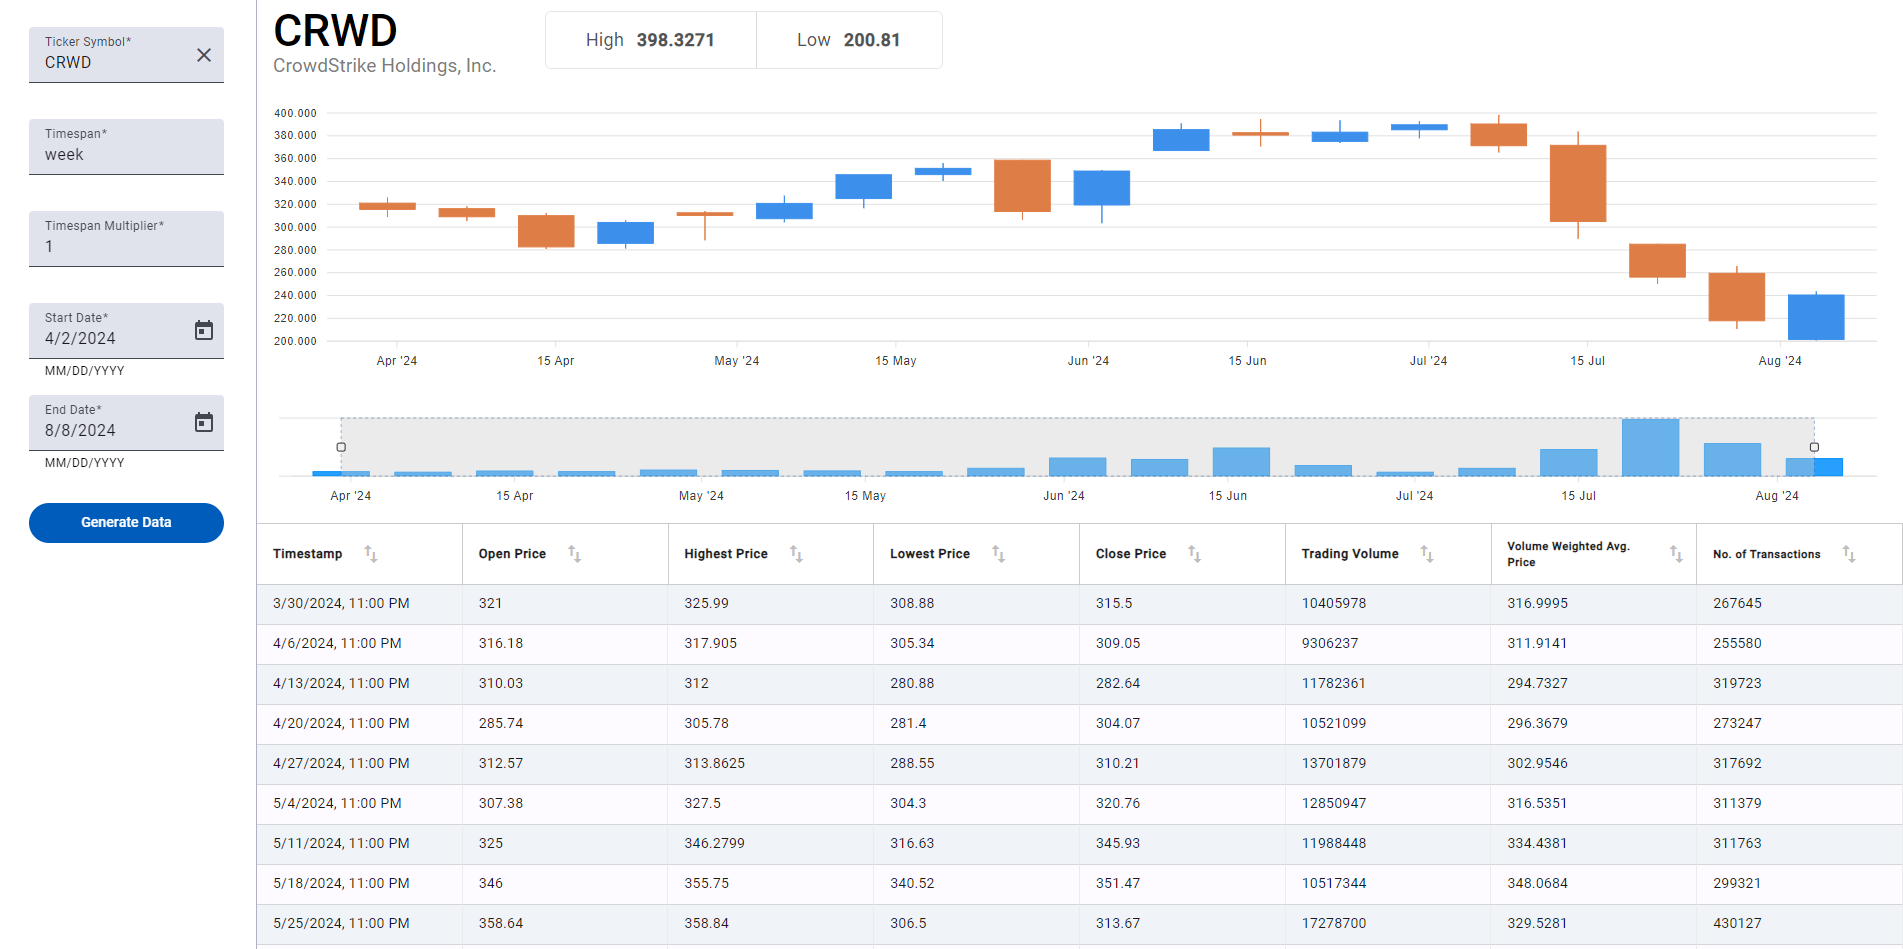 Ticker Symbol*
CRWD
Timespan*
week
Timespan Multiplier*
1
Start Date*
4/2/2024
MM/DD/YYYY
End Date*
8/8/2024
MM/DD/YYYY
Generate Data
CRWD
CrowdStrike Holdings, Inc.
High 398.3271 Low 200.81
400.000
380.000
360.000
340.000
320.000
300.000
280.000
260.000
240.000
220.000
200.000
Apr '24 15 Apr May '24 15 May Jun '24 15 Jun Jul '24 15 Jul Aug '24
Apr '24 15 Apr May '24 15 May Jun '24 15 Jun Jul '24 15 Jul Aug '24
Timestamp Open Price Highest Price Lowest Price Close Price Trading Volume Volume Weighted Avg. Price No. of Transactions
3/30/2024, 11:00 PM 321 325.99 308.88 315.5 10405978 316.9995 267645
4/6/2024, 11:00 PM 316.18 317.905 305.34 309.05 9306237 311.9141 255580
4/13/2024, 11:00 PM 310.03 312 280.88 282.64 11782361 294.7327 319723
4/20/2024, 11:00 PM 285.74 305.78 281.4 304.07 10521099 296.3679 273247
4/27/2024, 11:00 PM 312.57 313.8625 288.55 310.21 13701879 302.9546 317692
5/4/2024, 11:00 PM 307.38 327.5 304.3 320.76 12850947 316.5351 311379
5/11/2024, 11:00 PM 325 346.2799 316.63 345.93 11988448 334.4381 311763
5/18/2024, 11:00 PM 346 355.75 340.52 351.47 10517344 348.0684 299321
5/25/2024, 11:00 PM 358.64 358.84 306.5 313.67 17278700 329.5281 430127